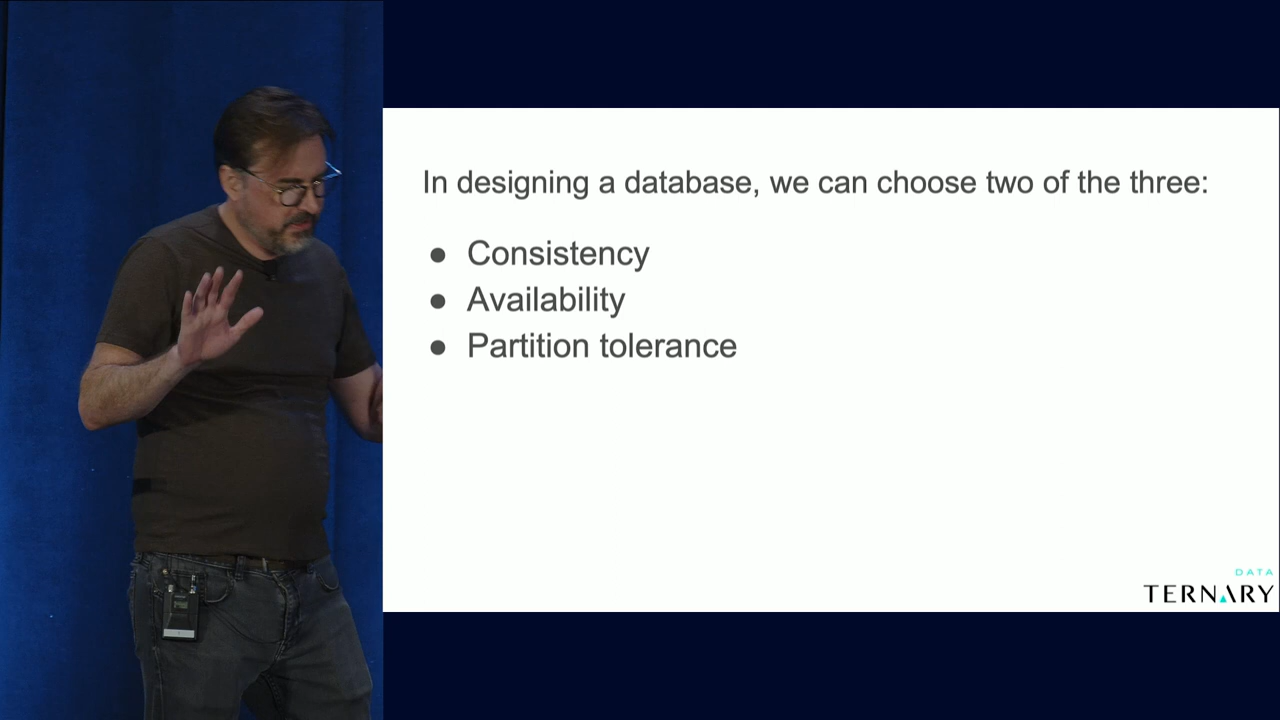 In designing a database, we can choose two of the three:
● Consistency
● Availability
● Partition tolerance
DATA
TERNARY